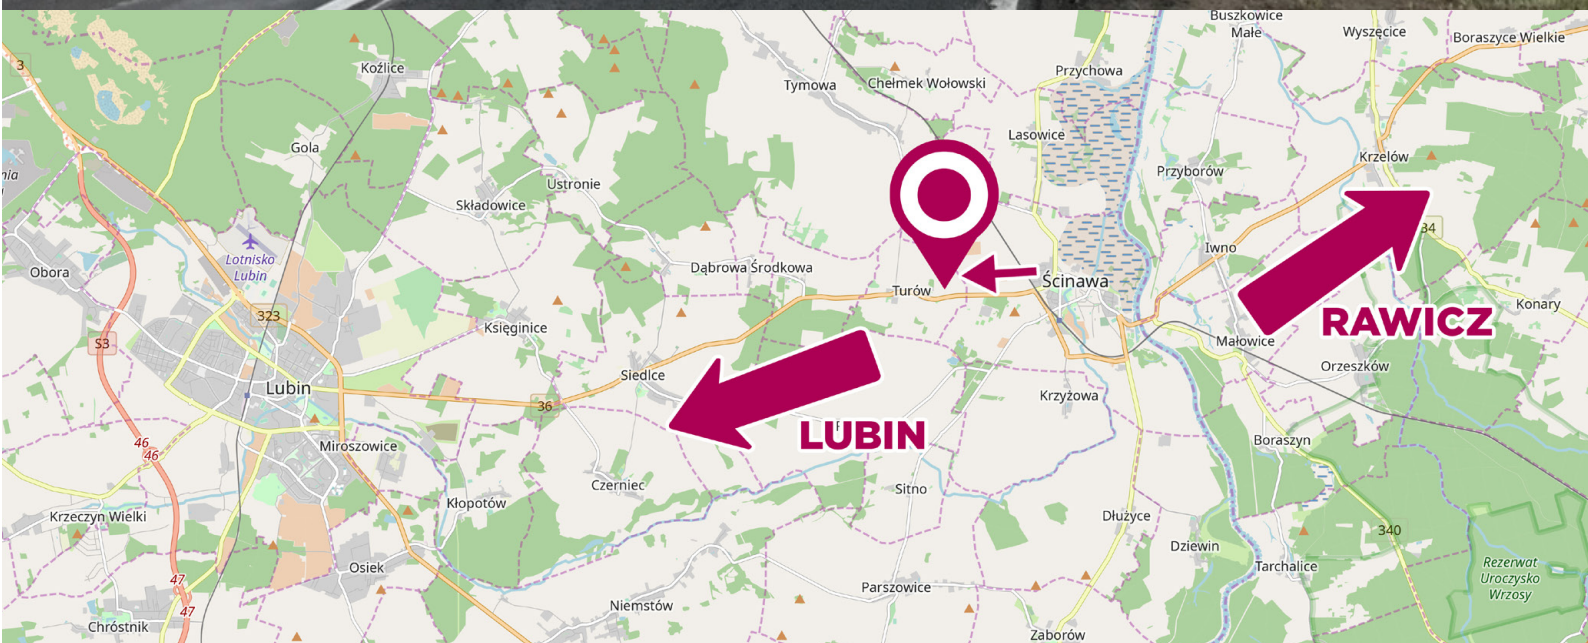 Buszkowice
Małe
Wyszęcice
Boraszyce Wielkie
3
Koźlice
Tymowa
Chełmek Wołowski
Przychowa
Gola
Lasowice
Krzelów
Przyborów
nia
Ustronie
Składowice
34
Lotnisko
Lubin
Iwno
Obora
Dąbrowa Środkowa
Turów
Ścinawa
Konary
323
Księginice
RAWICZ
S3
Małowice
Siedlce
Orzeszków
Lubin
36
Krzyżowa
LUBIN
46
46
Miroszowice
Boraszyn
Czerniec
Sitno
Kłopotów
Krzeczyn Wielki
Dłużyce
340
Dziewin
Osiek
Tarchalice
Rezerwat
Uroczysko
Wrzosy
47
47
Parszowice
Niemstów
Chróstnik
Zaborów